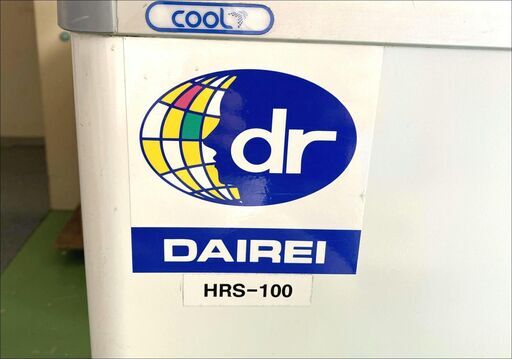 COOL
dr
DAIREI
HRS-100